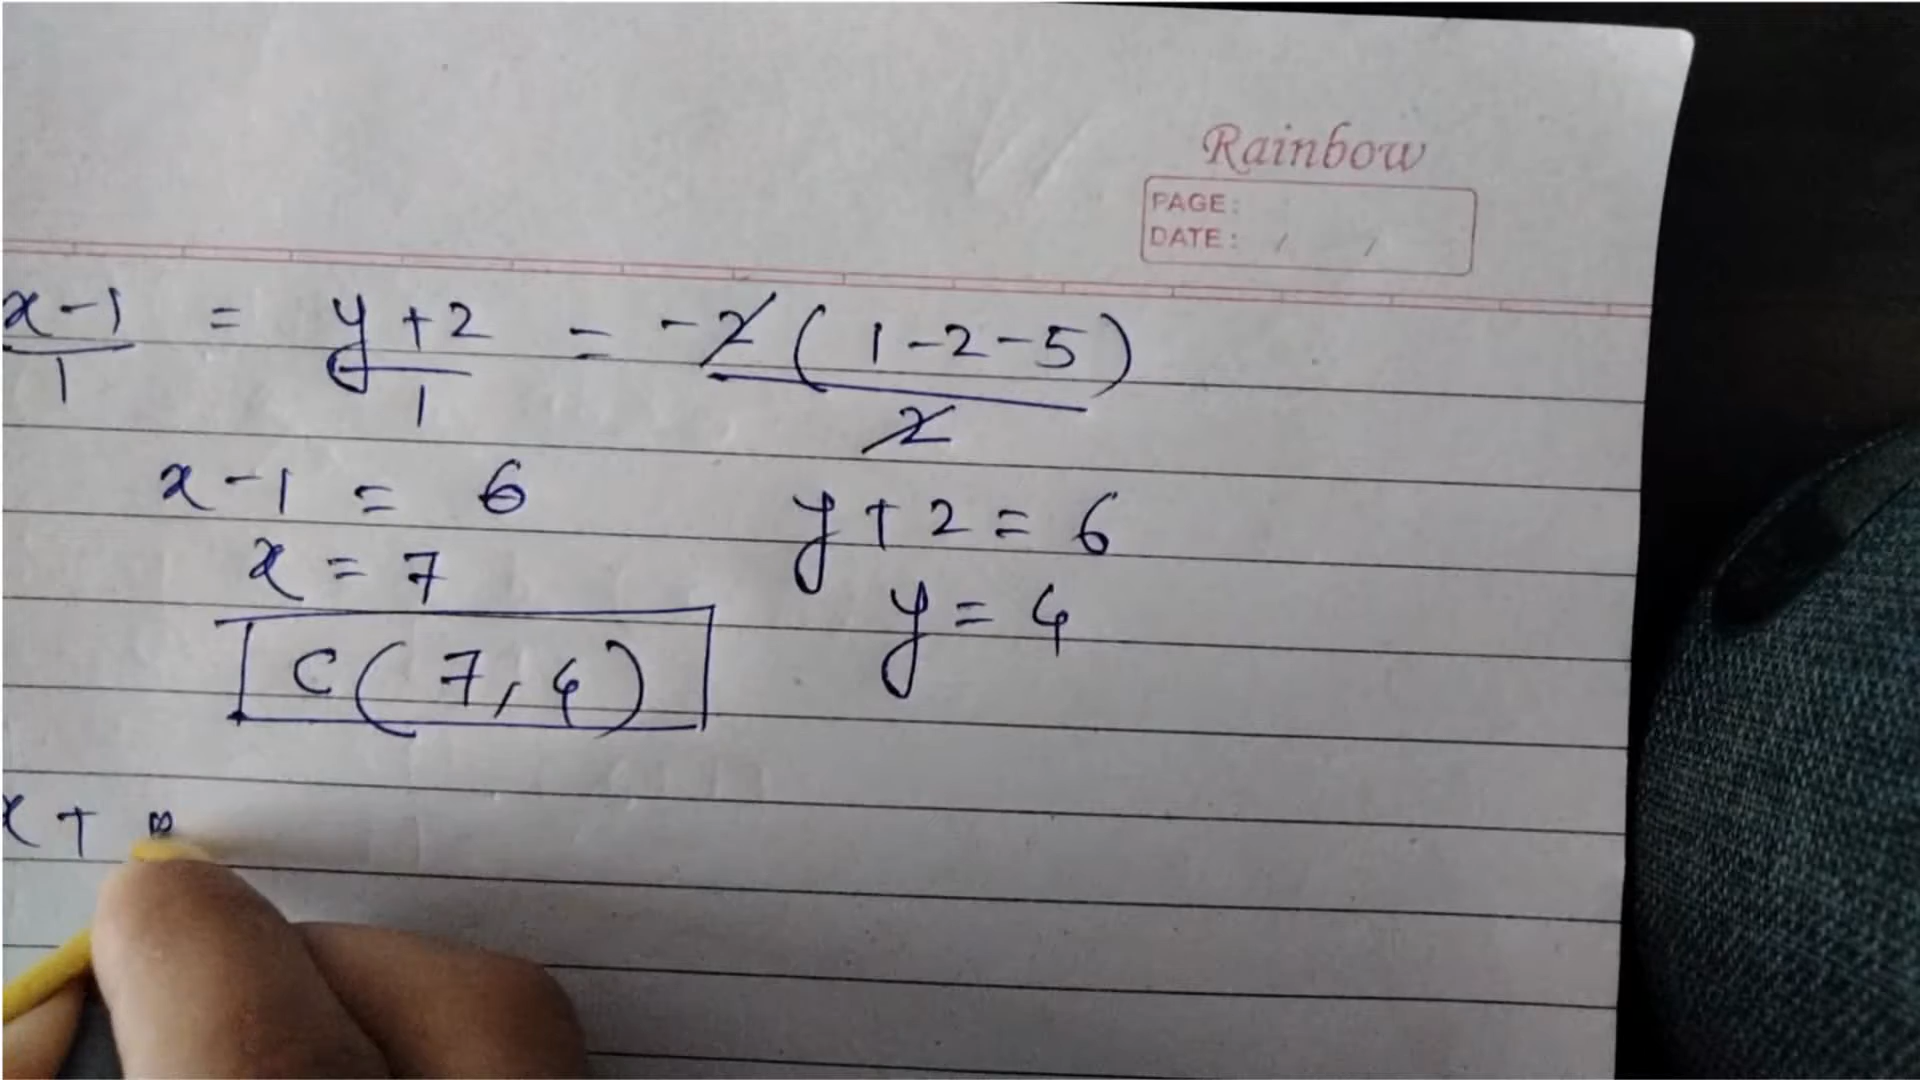 Rainbow
PAGE:
DATE: / /
x-1/1 = y+2/1 = -2(1-2-5)/2
x-1 = 6
y+2=6
x=7
y=4
C(7,4)
x+